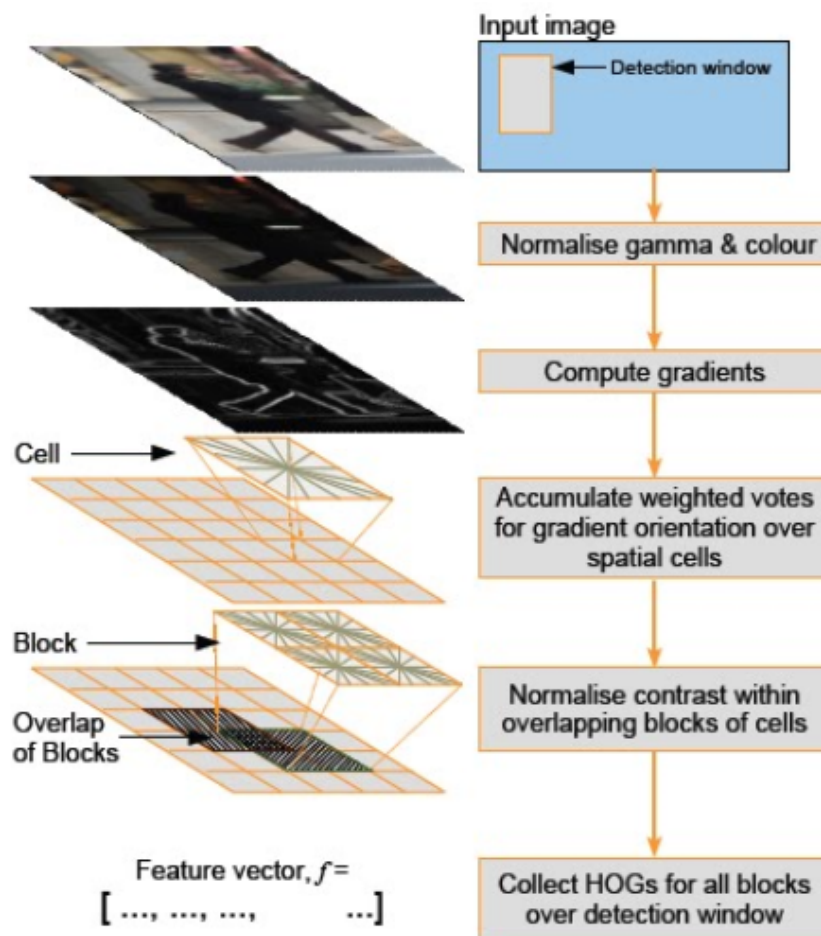 Input image
Detection window
Normalise gamma & colour
Compute gradients
Cell
Accumulate weighted votes
for gradient orientation over
spatial cells
Block
Overlap
of Blocks
Normalise contrast within
overlapping blocks of cells
Feature vector, f =
[ ..., ..., ..., ...]
Collect HOGs for all blocks
over detection window